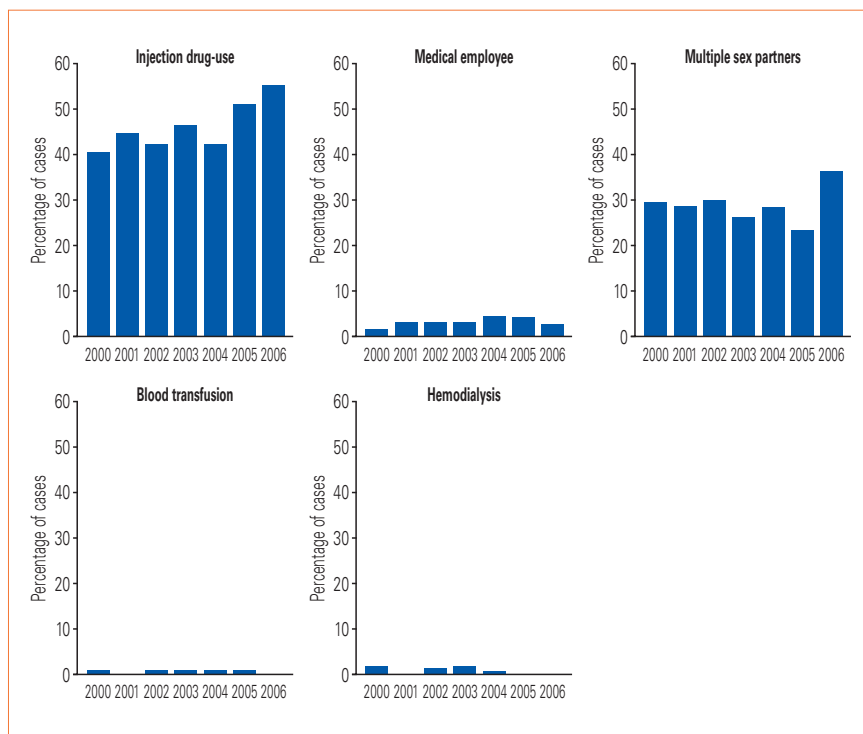 Injection drug-use
Percentage of cases
60
50
40
30
20
10
0
2000 2001 2002 2003 2004 2005 2006
Medical employee
Percentage of cases
60
50
40
30
20
10
0
2000 2001 2002 2003 2004 2005 2006
Multiple sex partners
Percentage of cases
60
50
40
30
20
10
0
2000 2001 2002 2003 2004 2005 2006
Blood transfusion
Percentage of cases
60
50
40
30
20
10
0
2000 2001 2002 2003 2004 2005 2006
Hemodialysis
Percentage of cases
60
50
40
30
20
10
0
2000 2001 2002 2003 2004 2005 2006